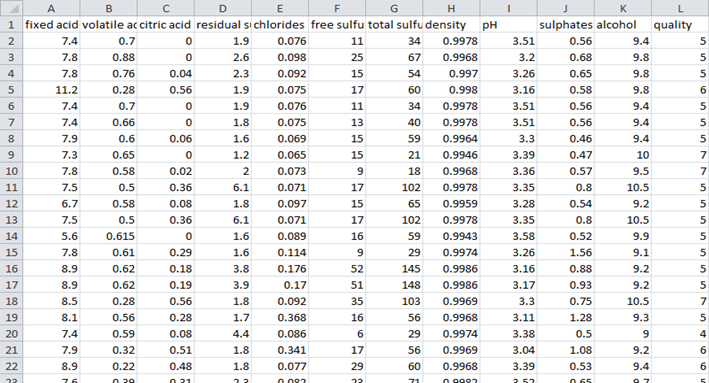 A B C D E F G H I J K L
1 fixed acid volatile ac citric acid residual su chlorides free sulfu total sulfu density pH sulphates alcohol quality
2 7.4 0.7 0 1.9 0.076 11 34 0.9978 3.51 0.56 9.4 5
3 7.8 0.88 0 2.6 0.098 25 67 0.9968 3.2 0.68 9.8 5
4 7.8 0.76 0.04 2.3 0.092 15 54 0.997 3.26 0.65 9.8 5
5 11.2 0.28 0.56 1.9 0.075 17 60 0.998 3.16 0.58 9.8 6
6 7.4 0.7 0 1.9 0.076 11 34 0.9978 3.51 0.56 9.4 5
7 7.4 0.66 0 1.8 0.075 13 40 0.9978 3.51 0.56 9.4 5
8 7.9 0.6 0.06 1.6 0.069 15 59 0.9964 3.3 0.46 9.4 5
9 7.3 0.65 0 1.2 0.065 15 21 0.9946 3.39 0.47 10 7
10 7.8 0.58 0.02 2 0.073 9 18 0.9968 3.36 0.57 9.5 7
11 7.5 0.5 0.36 6.1 0.071 17 102 0.9978 3.35 0.8 10.5 5
12 6.7 0.58 0.08 1.8 0.097 15 65 0.9959 3.28 0.54 9.2 5
13 7.5 0.5 0.36 6.1 0.071 17 102 0.9978 3.35 0.8 10.5 5
14 5.6 0.615 0 1.6 0.089 16 59 0.9943 3.58 0.52 9.9 5
15 7.8 0.61 0.29 1.6 0.114 9 29 0.9974 3.26 1.56 9.1 5
16 8.9 0.62 0.18 3.8 0.176 52 145 0.9986 3.16 0.88 9.2 5
17 8.9 0.62 0.19 3.9 0.17 51 148 0.9986 3.17 0.93 9.2 5
18 8.5 0.28 0.56 1.8 0.092 35 103 0.9969 3.3 0.75 10.5 7
19 8.1 0.56 0.28 1.7 0.368 16 56 0.9968 3.11 1.28 9.3 5
20 7.4 0.59 0.08 4.4 0.086 6 29 0.9974 3.38 0.5 9 4
21 7.9 0.32 0.51 1.8 0.341 17 56 0.9969 3.04 1.08 9.2 6
22 8.9 0.22 0.48 1.8 0.077 29 60 0.9968 3.39 0.53 9.4 6
23 7.6 0.39 0.31 2.3 0.082 23 71 0.9982 3.52 0.65 9.7 5